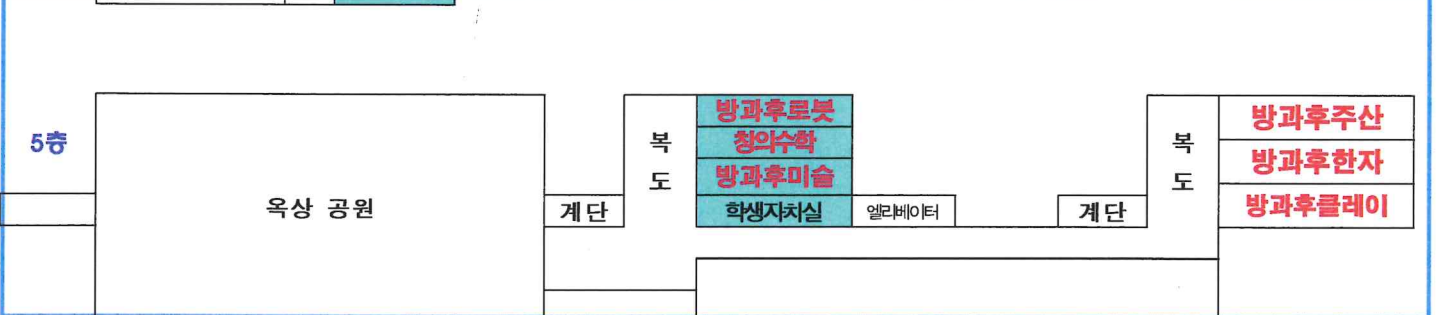 5층
옥상 공원
계단
복도
방과후로봇
창의수학
방과후미술
학생자치실
엘리베이터
계단
복도
방과후주산
방과후한자
방과후클레이